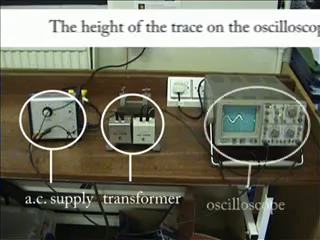 The height of the trace on the oscilloscop
a.c. supply transformer oscilloscope